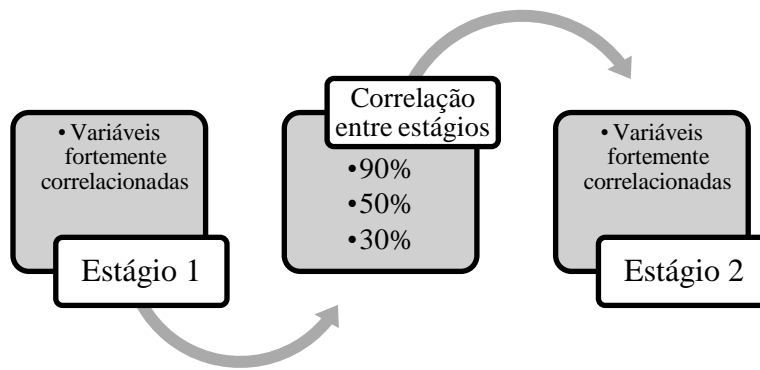 • Variáveis
fortemente
correlacionadas
Estágio 1
Correlação
entre estágios
•90%
•50%
•30%
• Variáveis
fortemente
correlacionadas
Estágio 2